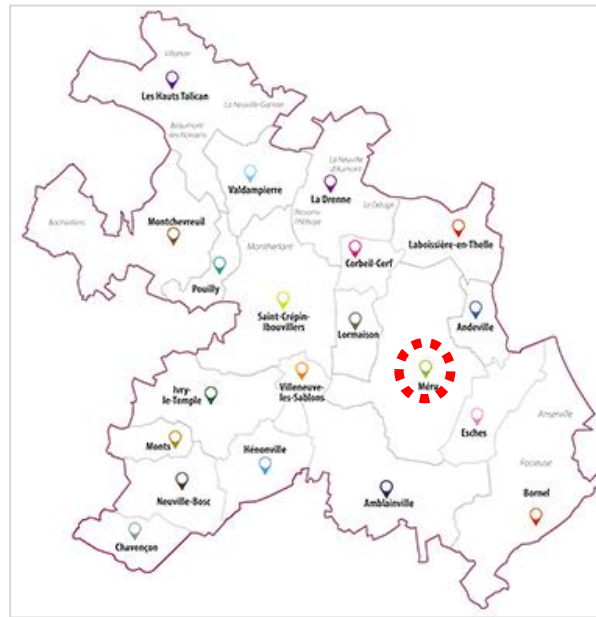 Villotran
Les Hauts Talican
La Neuville-Garnier
Beaumont
les-Nonains
La Neuville
d'Aumont
Valdampierre
La Drenne
Le Déluge
Bachivillers
Ressons-
l'Abbaye
Montchevreuil
Montherlant
Laboissière-en-Thelle
Corbeil-Cerf
Pouilly
Saint-Crépin-
Ibouvillers
Lormaison
Andeville
Méru
Ivry-
le-Temple
Villeneuve-
les-Sablons
Anserville
Esches
Monts
Hénonville
Fosseuse
Neuville-Bosc
Amblainville
Bornel
Chavençon